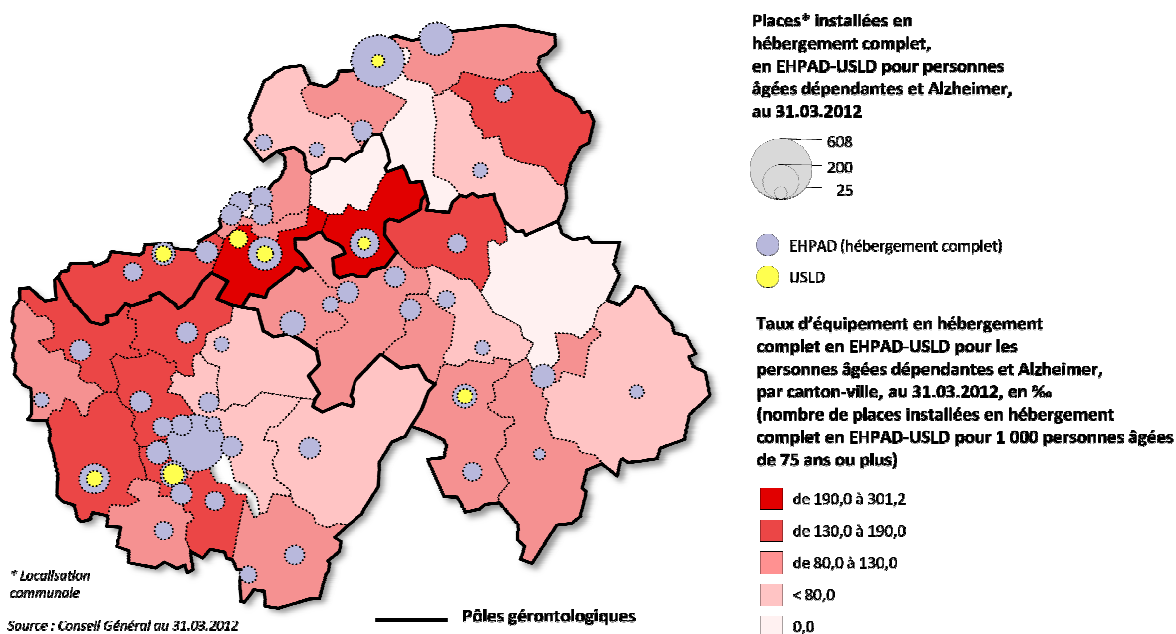 Places* installées en
hébergement complet,
en EHPAD-USLD pour personnes
âgées dépendantes et Alzheimer,
au 31.03.2012
608
200
25
EHPAD (hébergement complet)
USLD
Taux d'équipement en hébergement
complet en EHPAD-USLD pour les
personnes âgées dépendantes et Alzheimer,
par canton-ville, au 31.03.2012, en ‰
(nombre de places installées en hébergement
complet en EHPAD-USLD pour 1 000 personnes âgées
de 75 ans ou plus)
de 190,0 à 301,2
de 130,0 à 190,0
de 80,0 à 130,0
< 80,0
0,0
* Localisation
communale
Pôles gérontologiques
Source : Conseil Général au 31.03.2012